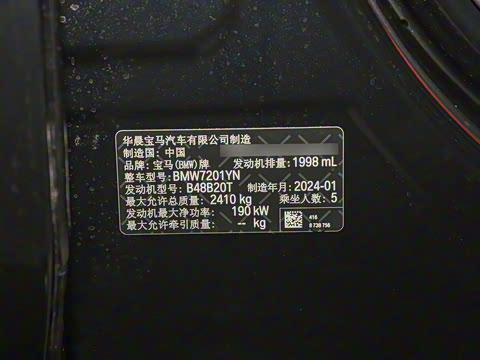 华晨宝马汽车有限公司制造
制造国: 中国
品牌: 宝马(BMW)牌 发动机排量: 1998 mL
整车型号: BMW7201YN
发动机型号: B48B20T 制造年月: 2024-01
最大允许总质量: 2410 kg 乘坐人数: 5
发动机最大净功率: 190 kW
最大允许牵引质量: -- kg
416
8 738 756